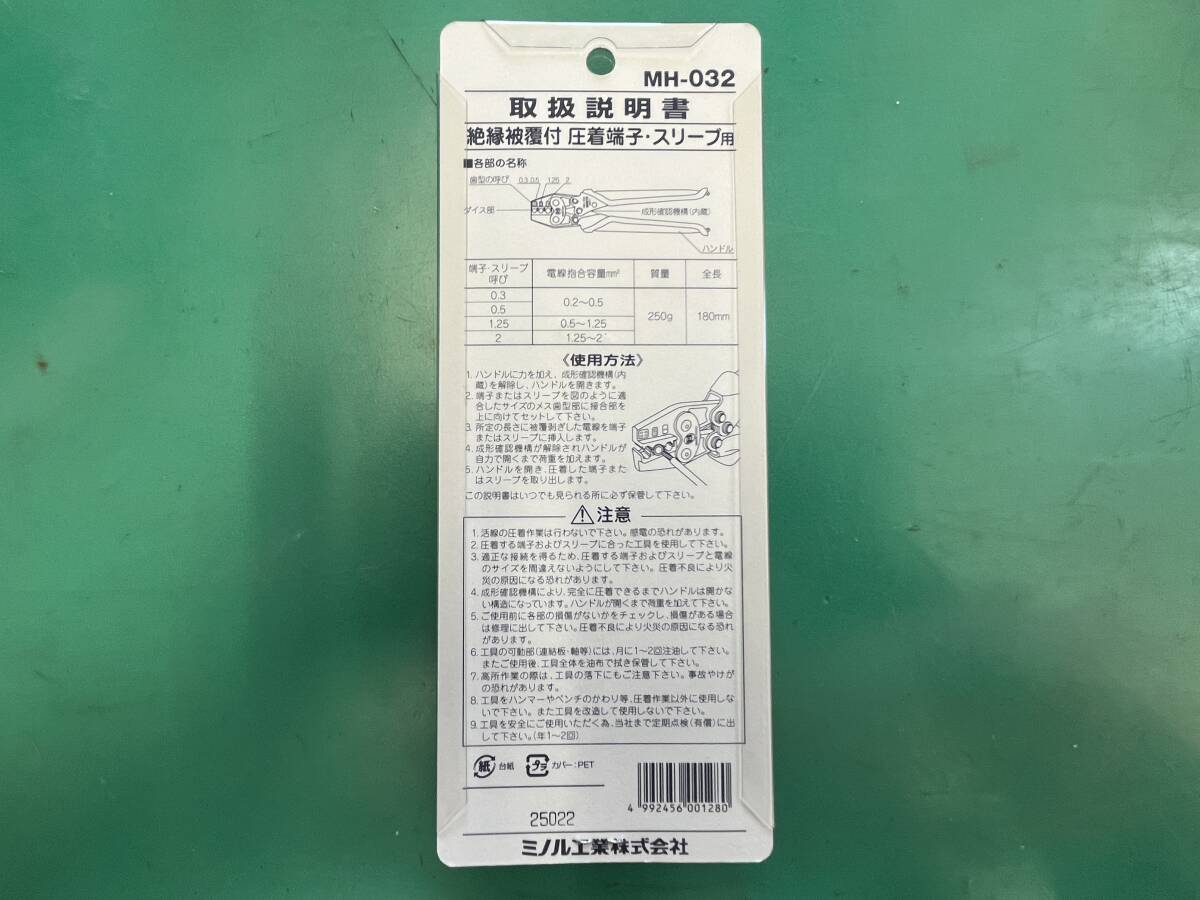 MH-032
取扱説明書
絶縁被覆付 圧着端子・スリーブ用
■各部の名称
歯型の呼び 0.3 0.5 1.25 2
ダイス部
成形確認機構(内蔵)
ハンドル
端子・スリーブ呼び 電線抱合容量mm² 質量 全長
0.3 0.2〜0.5 250g 180mm
0.5
1.25 0.5〜1.25
2 1.25〜2
《使用方法》
1. ハンドルに力を加え、成形確認機構(内
蔵)を解除し、ハンドルを開きます。
2. 端子またはスリーブを図のように適
合したサイズのメス歯型部に接合部を
上に向けてセットして下さい。
3. 所定の長さに被覆剥ぎした電線を端子
またはスリーブに挿入します。
4. 成形確認機構が解除されハンドルが
自力で開くまで荷重を加えます。
5. ハンドルを開き、圧着した端子また
はスリーブを取り出します。
この説明書はいつでも見られる所に必ず保管して下さい。
⚠注意
1. 活線の圧着作業は行わないで下さい。感電の恐れがあります。
2. 圧着する端子およびスリーブに合った工具を使用して下さい。
3. 適正な接続を得るため、圧着する端子およびスリーブと電線
のサイズを間違えないようにして下さい。圧着不良により火
災の原因になる恐れがあります。
4. 成形確認機構により、完全に圧着できるまでハンドルは開かな
い構造になっています。ハンドルが開くまで荷重を加えて下さい。
5. ご使用前に各部の損傷がないかをチェックし、損傷がある場合
は修理に出して下さい。圧着不良により火災の原因になる恐れ
があります。
6. 工具の可動部(連結板・軸等)には、月に1〜2回注油して下さい。
またご使用後、工具全体を油布で拭き保管して下さい。
7. 高所作業の際は、工具の落下にもご注意下さい。事故やけが
の恐れがあります。
8. 工具をハンマーやペンチのかわり等、圧着作業以外に使用しな
いで下さい。また工具を改造して使用しないで下さい。
9. 工具を安全にご使用いただく為、当社まで定期点検(有償)に出
して下さい。(年1〜2回)
紙 台紙 プラ カバー:PET
4 992456 001280
25022
ミノル工業株式会社